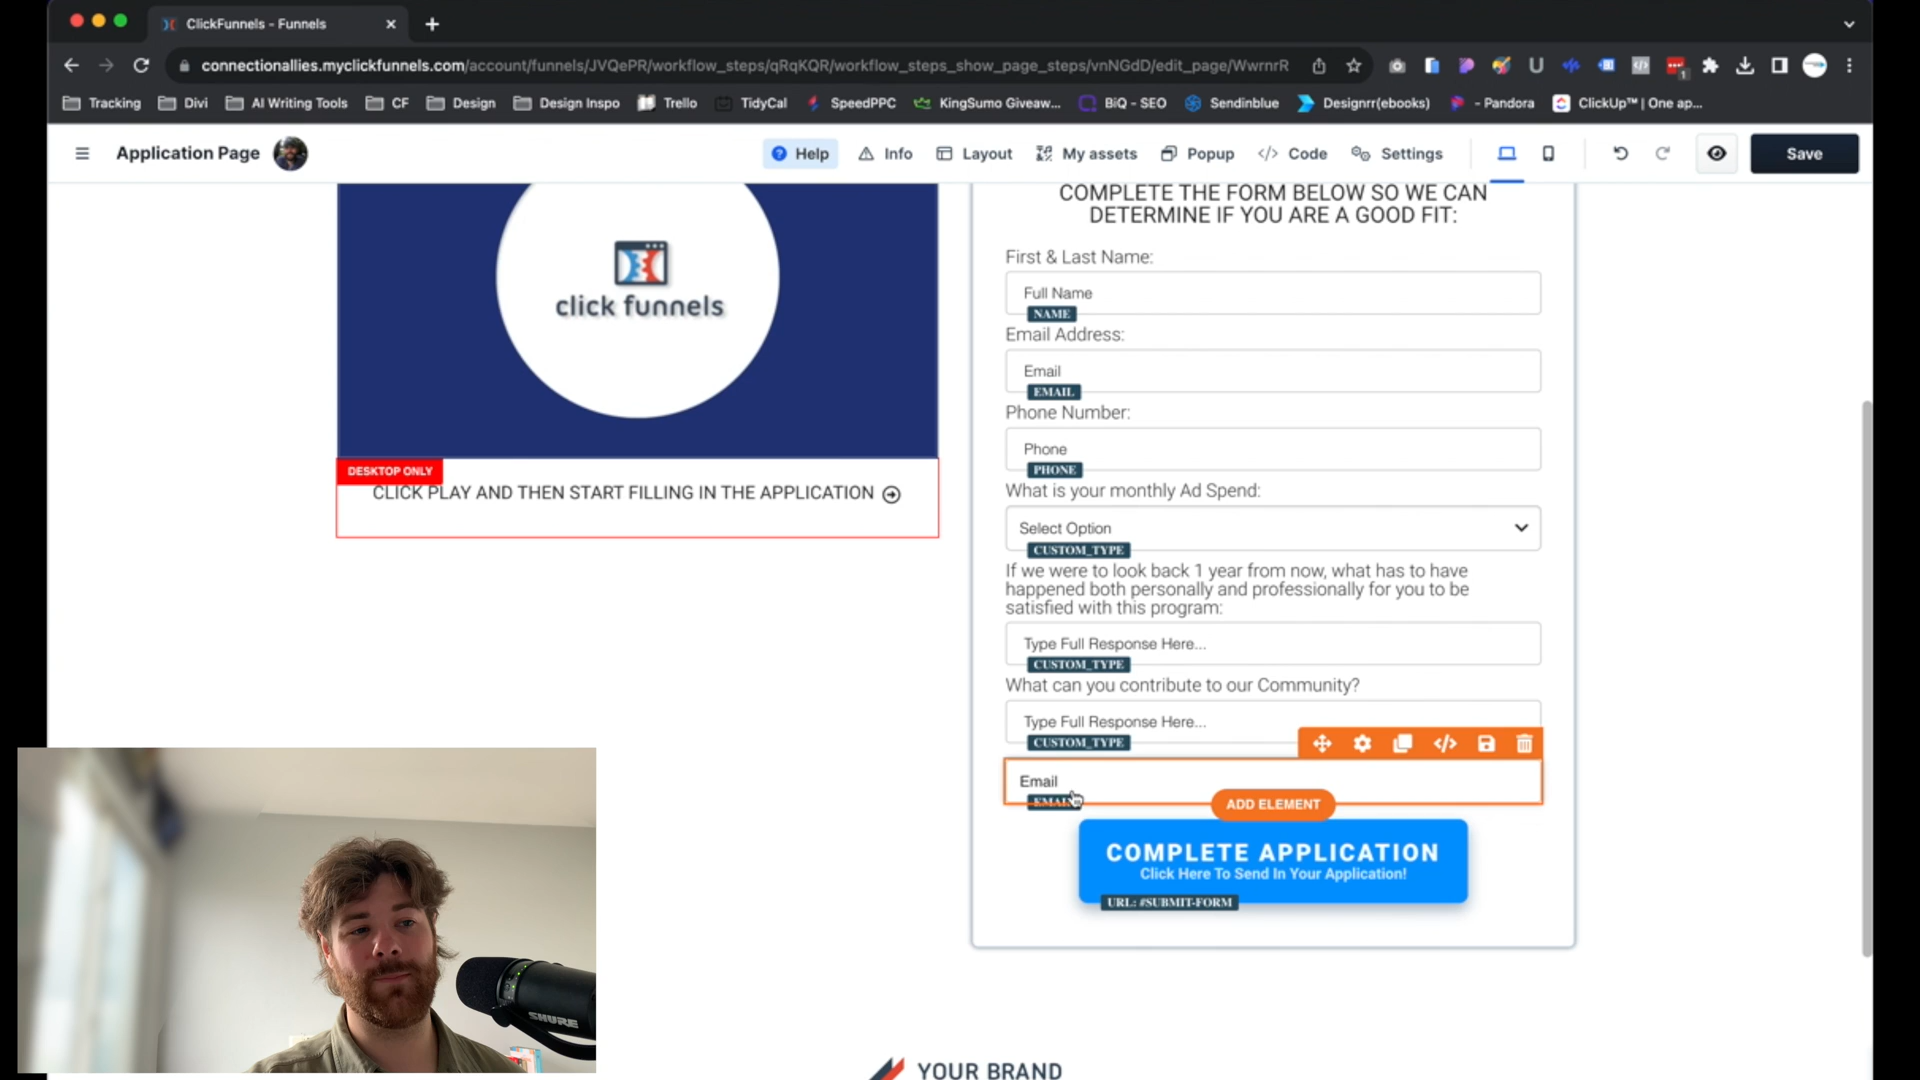 ClickFunnels - Funnels
connectionallies.myclickfunnels.com/account/funnels/JVQePR/workflow_steps/qRqKQR/workflow_steps_show_page_steps/vnNGdD/edit_page/WwrnrR
Tracking Divi AI Writing Tools CF Design Design Inspo Trello TidyCal SpeedPPC KingSumo Giveaw... BiQ - SEO Sendinblue Designrr(ebooks) - Pandora ClickUp™ | One ap...
Application Page Help Info Layout My assets Popup Code Settings Save
click funnels
DESKTOP ONLY
CLICK PLAY AND THEN START FILLING IN THE APPLICATION
COMPLETE THE FORM BELOW SO WE CAN
DETERMINE IF YOU ARE A GOOD FIT:
First & Last Name:
Full Name
NAME
Email Address:
Email
EMAIL
Phone Number:
Phone
PHONE
What is your monthly Ad Spend:
Select Option
CUSTOM_TYPE
If we were to look back 1 year from now, what has to have
happened both personally and professionally for you to be
satisfied with this program:
Type Full Response Here...
CUSTOM_TYPE
What can you contribute to our Community?
Type Full Response Here...
CUSTOM_TYPE
Email
EMAIL
ADD ELEMENT
COMPLETE APPLICATION
Click Here To Send In Your Application!
URL: #SUBMIT-FORM
SHURE
YOUR BRAND